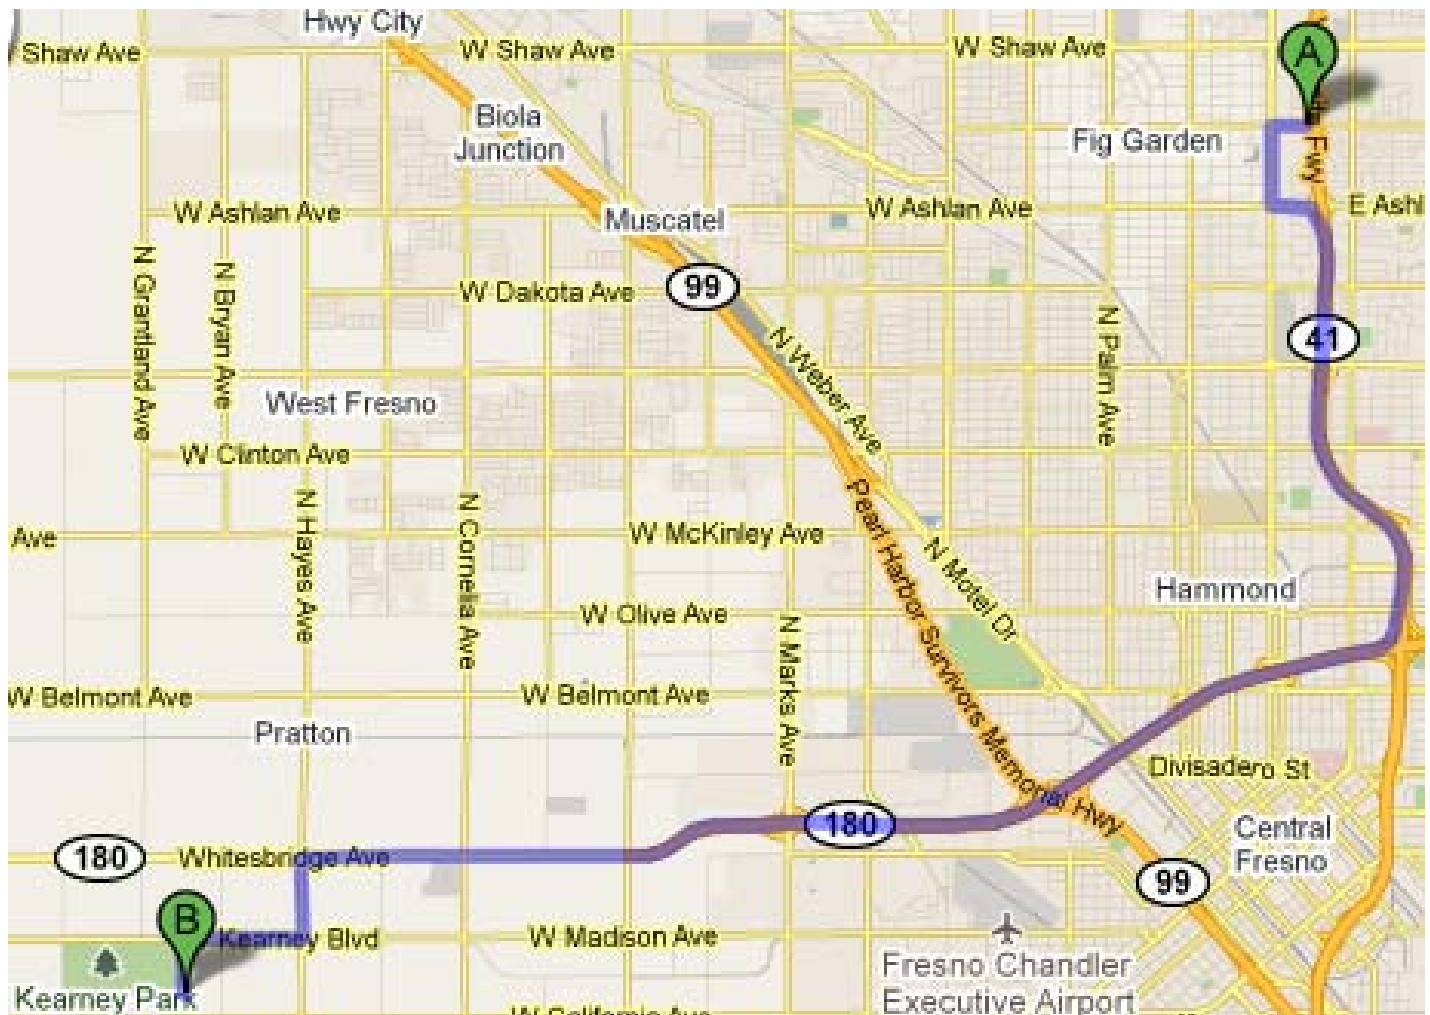 Hwy City
Shaw Ave
W Shaw Ave
W Shaw Ave
A
Biola
Junction
Fig Garden
Fwy
W Ashlan Ave
Muscatel
W Ashlan Ave
E Ashl
N Grantland Ave
N Bryan Ave
W Dakota Ave
99
N Weber Ave
N Palm Ave
41
West Fresno
W Clinton Ave
N Hayes Ave
N Cornelia Ave
Pearl Harbor Survivors Memorial Hwy
Ave
W McKinley Ave
N Motel Dr
Hammond
W Olive Ave
N Marks Ave
W Belmont Ave
W Belmont Ave
Pratton
Divisadero St
180
Central
Fresno
180
Whitesbridge Ave
99
B
Kearney Blvd
W Madison Ave
Kearney Park
Fresno Chandler
Executive Airport
W California Ave